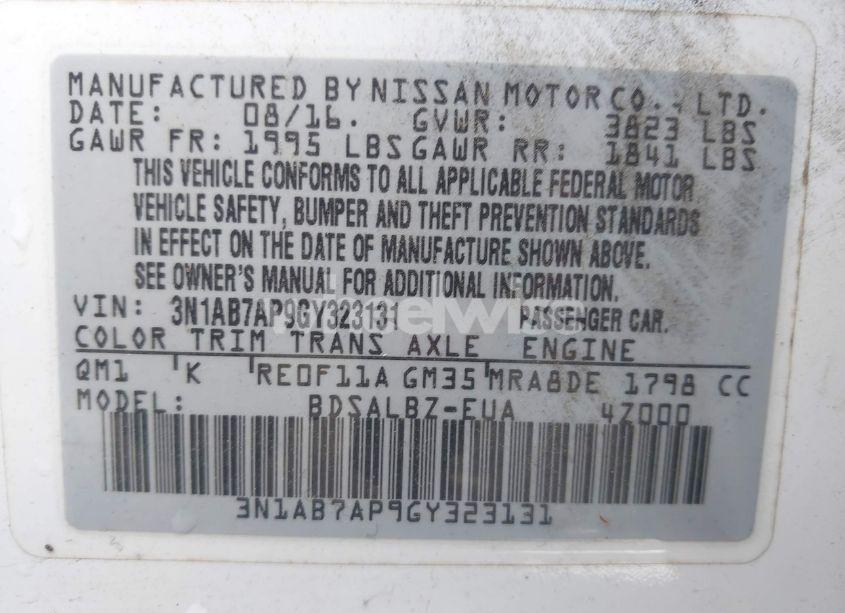 MANUFACTURED BY NISSAN MOTOR CO., LTD.
DATE: 08/16. GVWR: 3823 LBS
GAWR FR: 1995 LBS GAWR RR: 1841 LBS
THIS VEHICLE CONFORMS TO ALL APPLICABLE FEDERAL MOTOR
VEHICLE SAFETY, BUMPER AND THEFT PREVENTION STANDARDS
IN EFFECT ON THE DATE OF MANUFACTURE SHOWN ABOVE.
SEE OWNER'S MANUAL FOR ADDITIONAL INFORMATION.
VIN: 3N1AB7AP9GY323131 PASSENGER CAR.
COLOR TRIM TRANS AXLE ENGINE
QM1 K RE0F11A GM35 MRA8DE 1798 CC
MODEL: BDSALBZ-EUA 4Z000
3N1AB7AP9GY323131